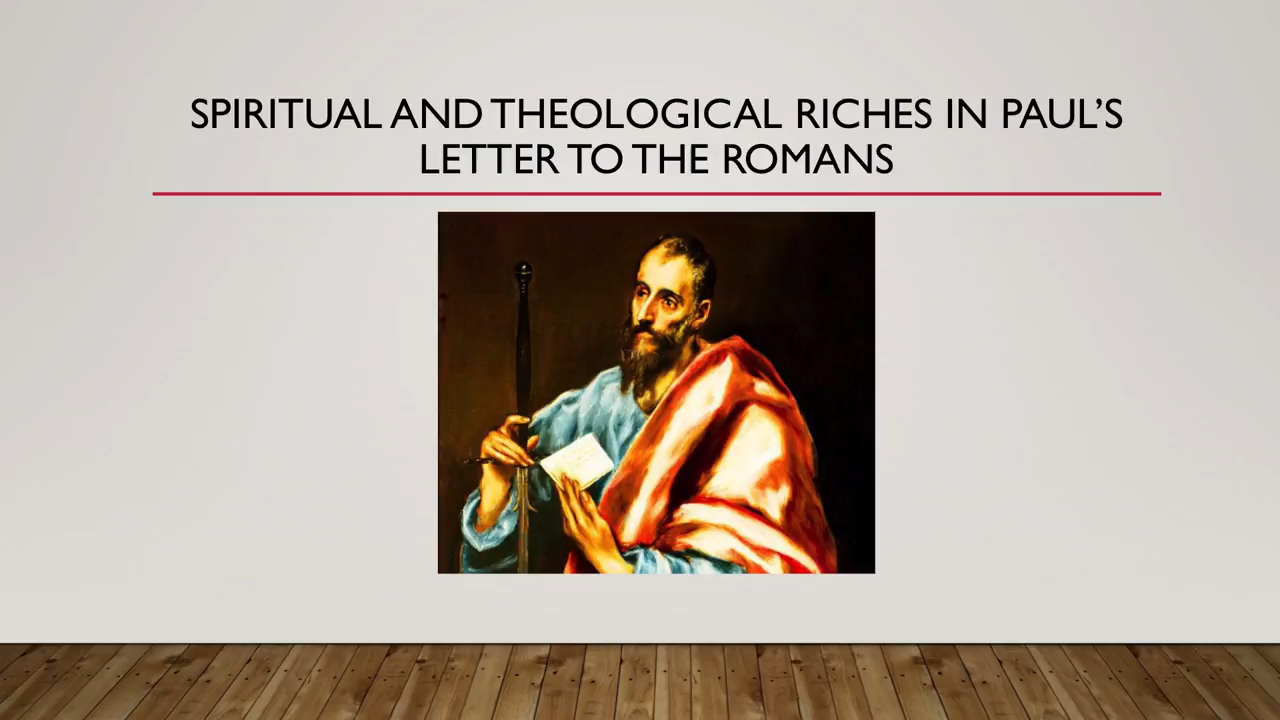 SPIRITUAL AND THEOLOGICAL RICHES IN PAUL’S
LETTER TO THE ROMANS